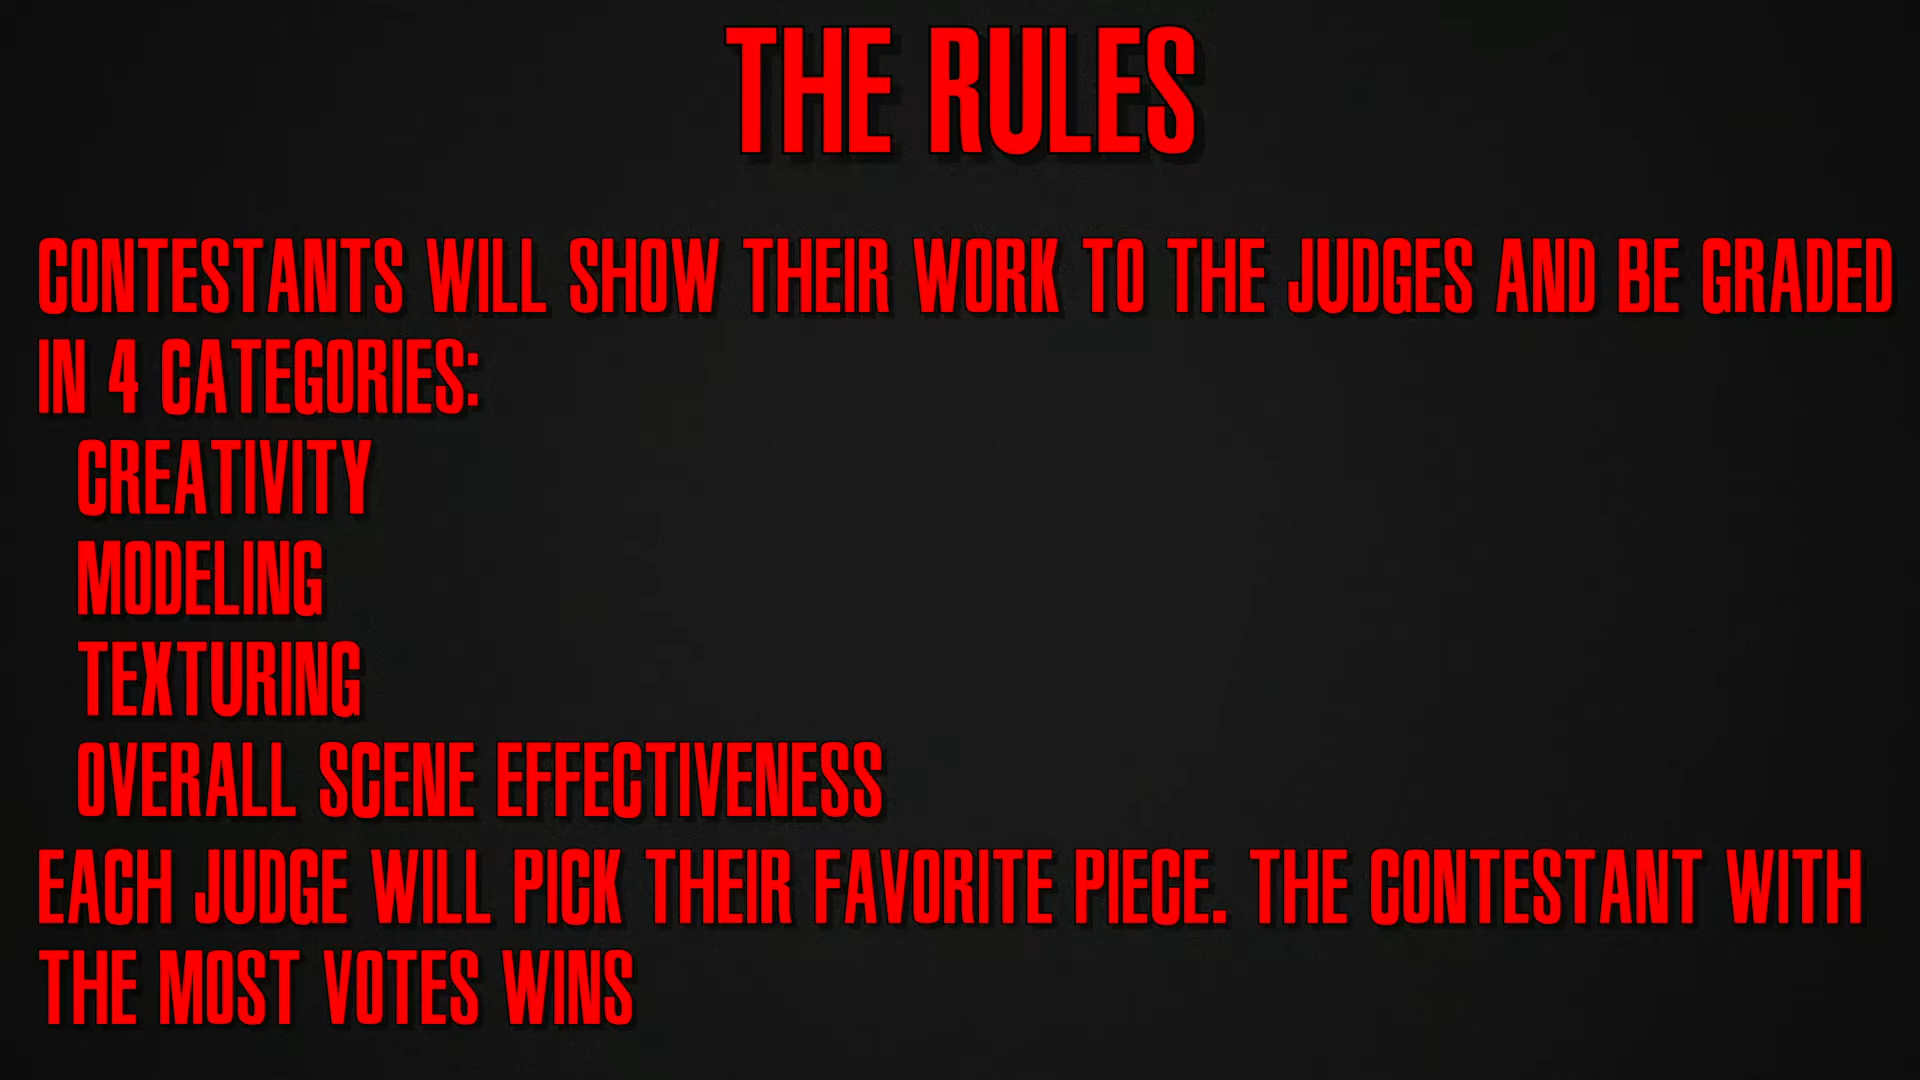 THE RULES
CONTESTANTS WILL SHOW THEIR WORK TO THE JUDGES AND BE GRADED
IN 4 CATEGORIES:
CREATIVITY
MODELING
TEXTURING
OVERALL SCENE EFFECTIVENESS
EACH JUDGE WILL PICK THEIR FAVORITE PIECE. THE CONTESTANT WITH
THE MOST VOTES WINS